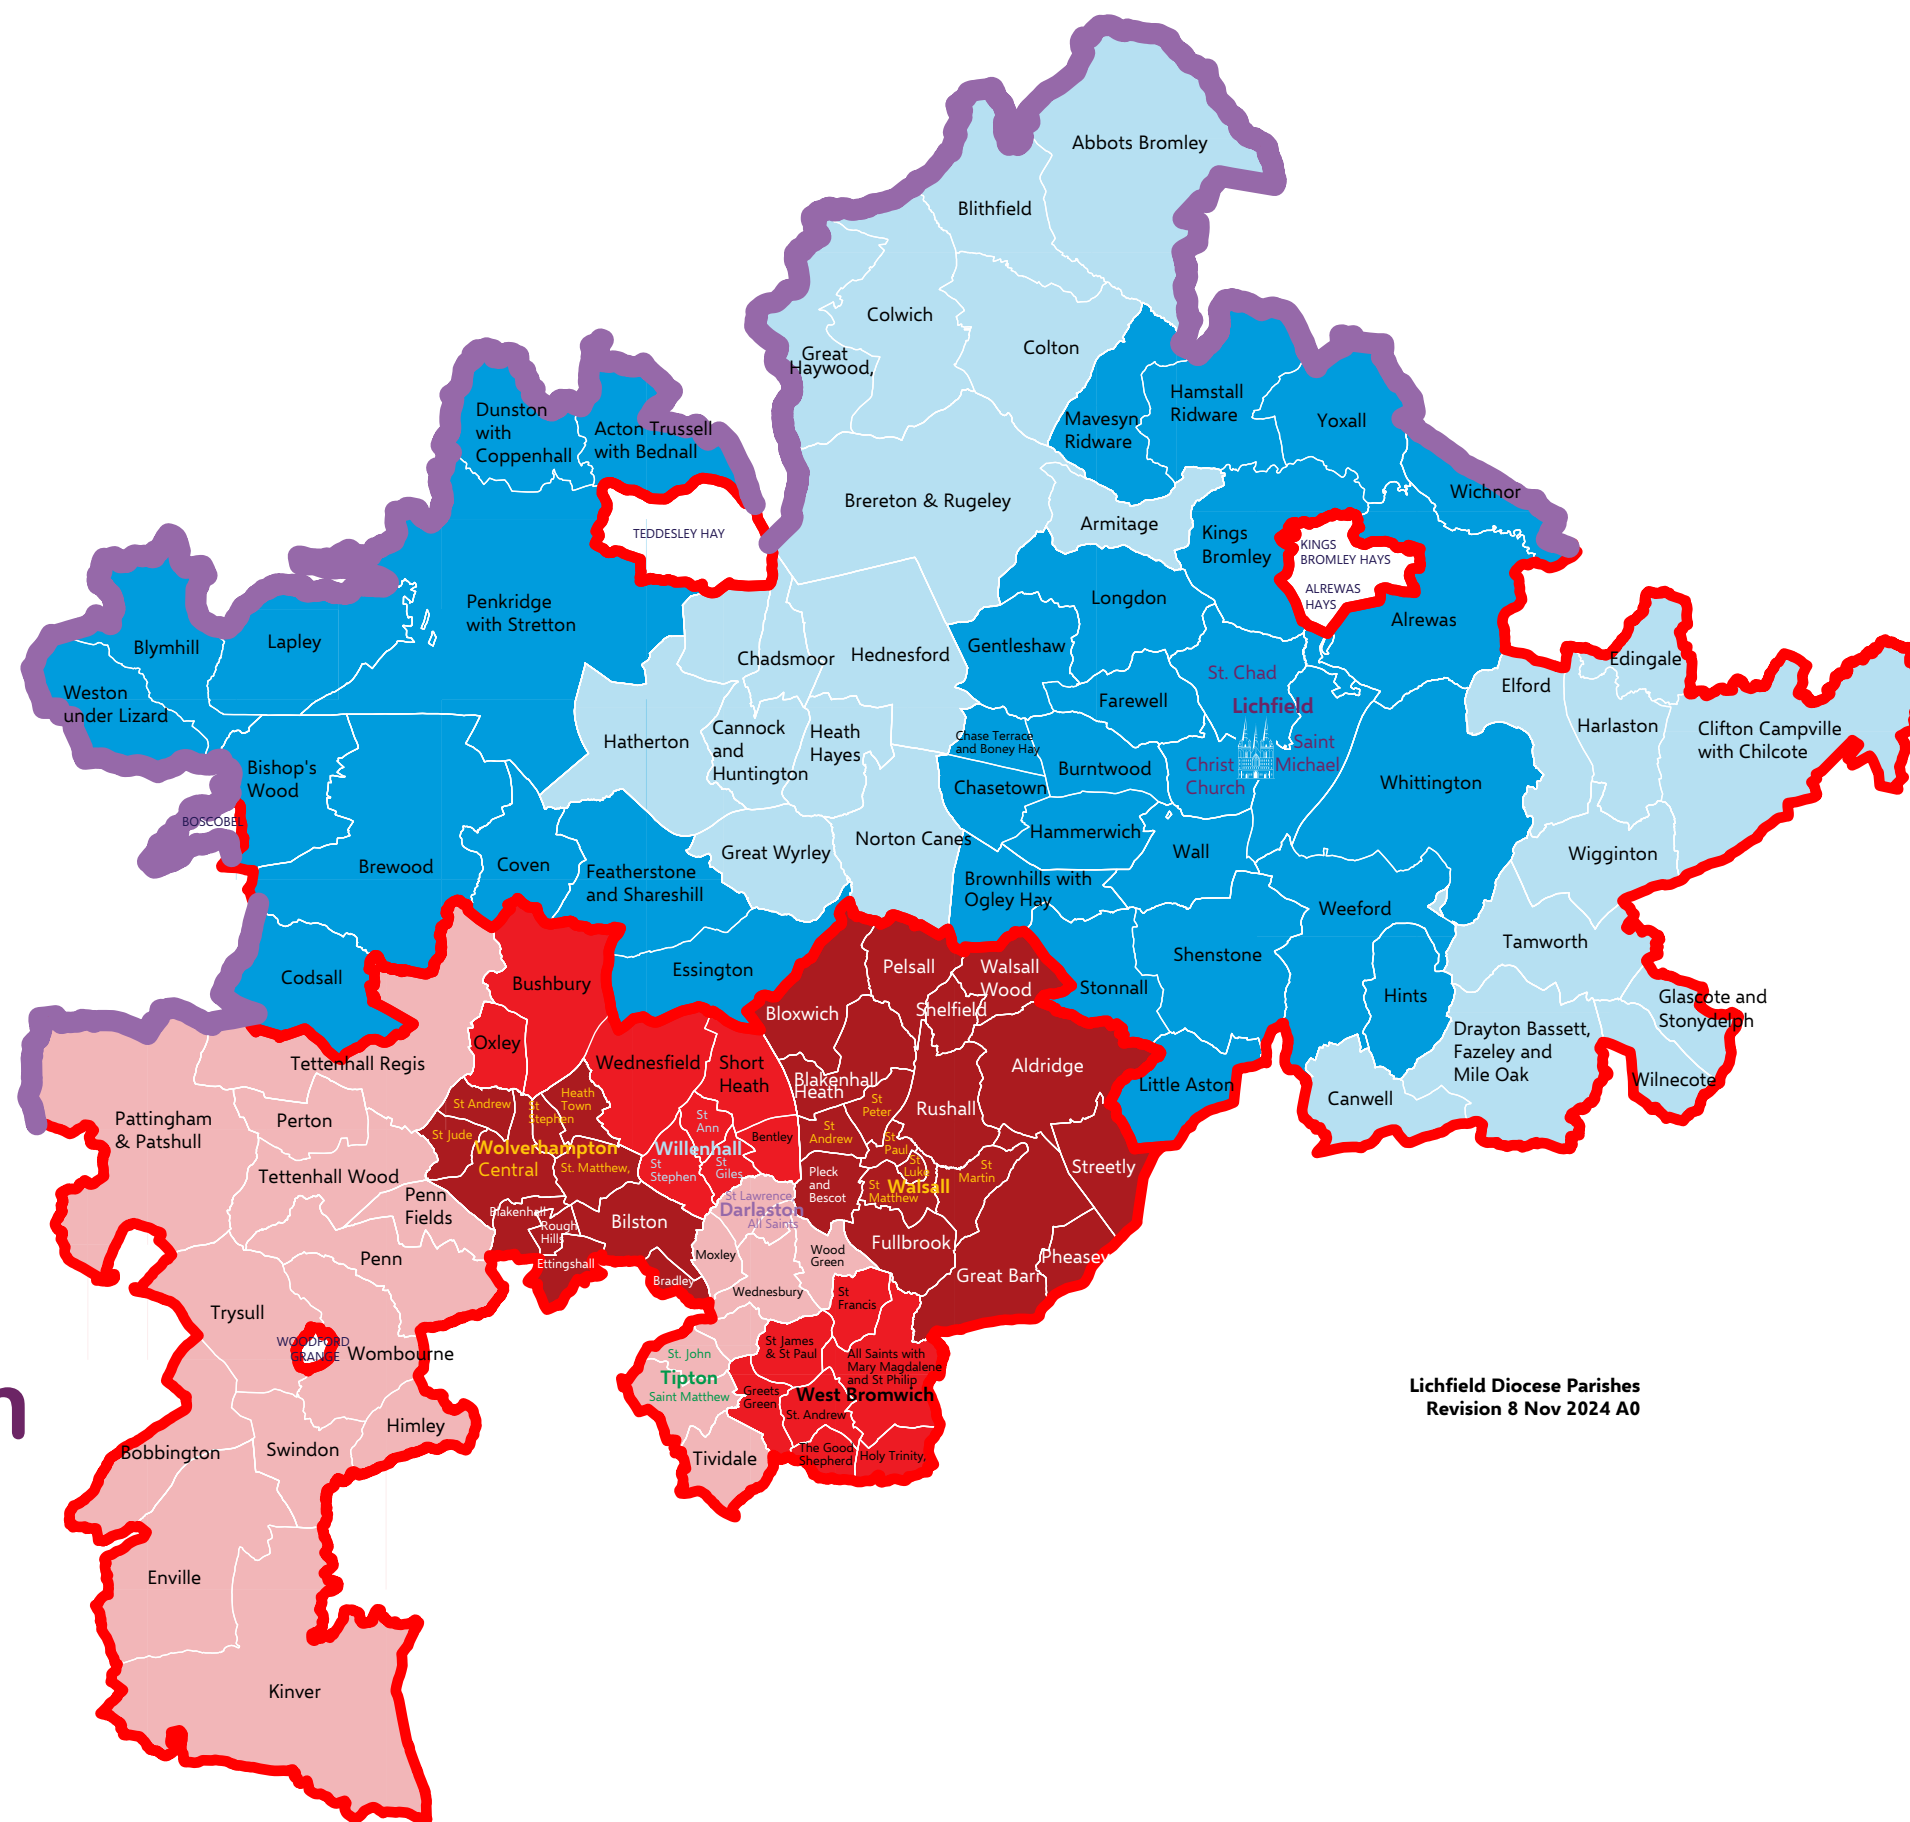 Abbots Bromley
Blithfield
Colwich
Great
Haywood,
Colton
Mavesyn
Ridware
Hamstall
Ridware
Yoxall
Wichnor
Dunston
with
Coppenhall
Acton Trussell
with Bednall
Brereton & Rugeley
Armitage
Kings
Bromley
TEDDESLEY HAY
KINGS
BROMLEY HAYS
ALREWAS
HAYS
Alrewas
Longdon
Penkridge
with Stretton
Blymhill
Lapley
Weston
under Lizard
Chadsmoor
Hednesford
Gentleshaw
St. Chad
Lichfield
Saint
Michael
Christ
Church
Farewell
Elford
Edingale
Harlaston
Clifton Campville
with Chilcote
Hatherton
Cannock
and
Huntington
Heath
Hayes
Chase Terrace
and Boney Hay
Burntwood
Chasetown
Whittington
Bishop's
Wood
BOSCOBEL
Brewood
Coven
Featherstone
and Shareshill
Great Wyrley
Norton Canes
Hammerwich
Wall
Wigginton
Brownhills with
Ogley Hay
Weeford
Tamworth
Codsall
Essington
Shenstone
Stonnall
Hints
Glascote and
Stonydelph
Drayton Bassett,
Fazeley and
Mile Oak
Wilnecote
Canwell
Little Aston
Bushbury
Pelsall
Walsall
Wood
Bloxwich
Shelfield
Oxley
Wednesfield
Short
Heath
Aldridge
Tettenhall Regis
Blakenhall
Heath
Pattingham
& Patshull
Perton
St Andrew
St
Stephen
Heath
Town
St
Ann
St
Peter
Rushall
St Jude
Wolverhampton
Central
St. Matthew,
Willenhall
St
Stephen
St
Giles
Bentley
St
Andrew
St
Paul
St
Luke
St
Martin
Streetly
Tettenhall Wood
Pleck
and
Bescot
St
Matthew
Walsall
Penn
Fields
Blakenhall
Rough
Hills
Bilston
St Lawrence
Darlaston
All Saints
Penn
Ettingshall
Bradley
Moxley
Wood
Green
Fullbrook
Great Barr
Pheasey
Trysull
Wednesbury
St
Francis
WOODFORD
GRANGE
Wombourne
St. John
Tipton
Saint Matthew
St James
& St Paul
All Saints with
Mary Magdalene
and St Philip
West Bromwich
Greets
Green
St. Andrew
The Good
Shepherd
Holy Trinity,
Tividale
Himley
Bobbington
Swindon
Enville
Kinver
n
Lichfield Diocese Parishes
Revision 8 Nov 2024 A0